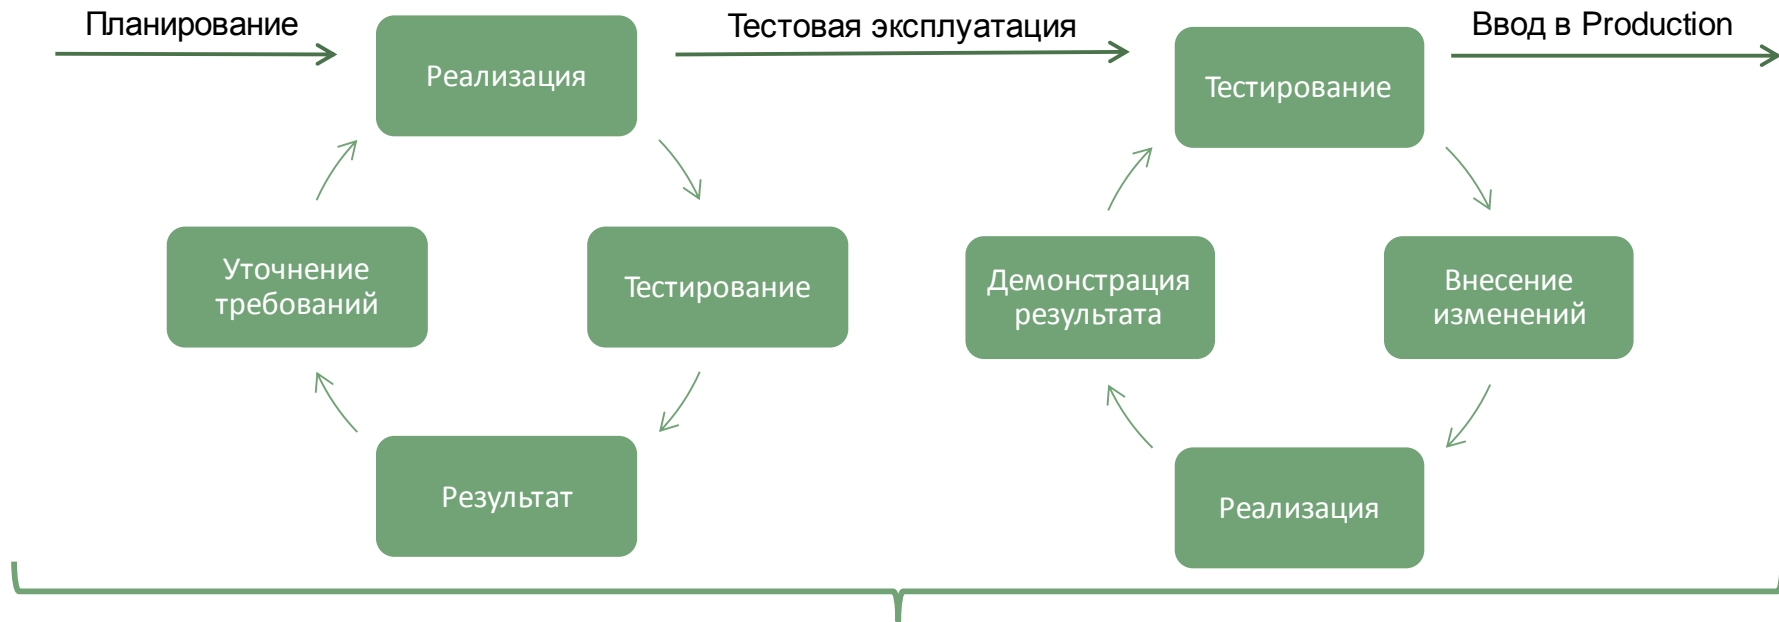 Планирование
Тестовая эксплуатация
Ввод в Production
Реализация
Тестирование
Уточнение
требований
Тестирование
Демонстрация
результата
Внесение
изменений
Результат
Реализация